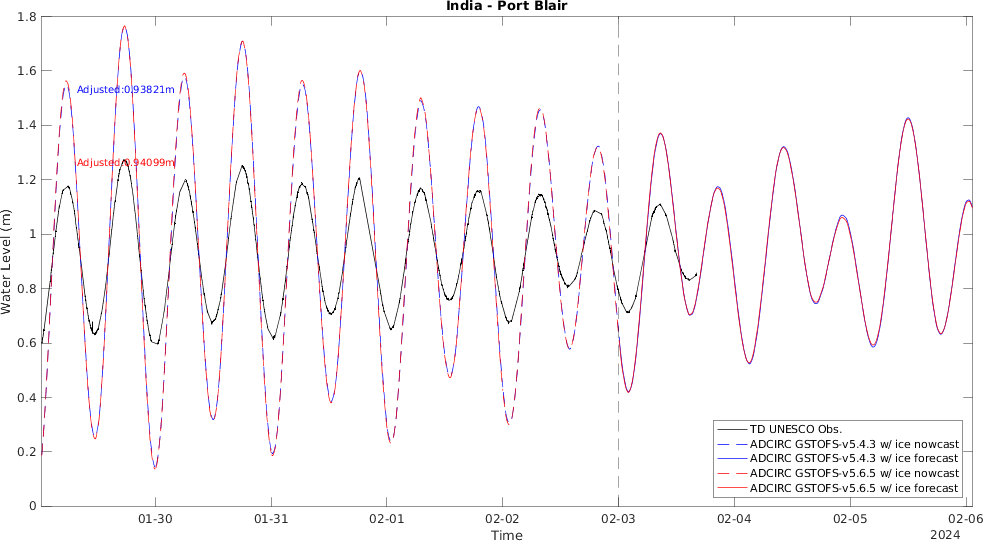 India - Port Blair
1.8
1.6
1.4
1.2
1
0.8
0.6
0.4
0.2
0
Water Level (m)
Adjusted:0.93821m
Adjusted:0.94099m
TD UNESCO Obs.
ADCIRC GSTOFS-v5.4.3 w/ ice nowcast
ADCIRC GSTOFS-v5.4.3 w/ ice forecast
ADCIRC GSTOFS-v5.6.5 w/ ice nowcast
ADCIRC GSTOFS-v5.6.5 w/ ice forecast
01-30 01-31 02-01 02-02 02-03 02-04 02-05 02-06
Time
2024